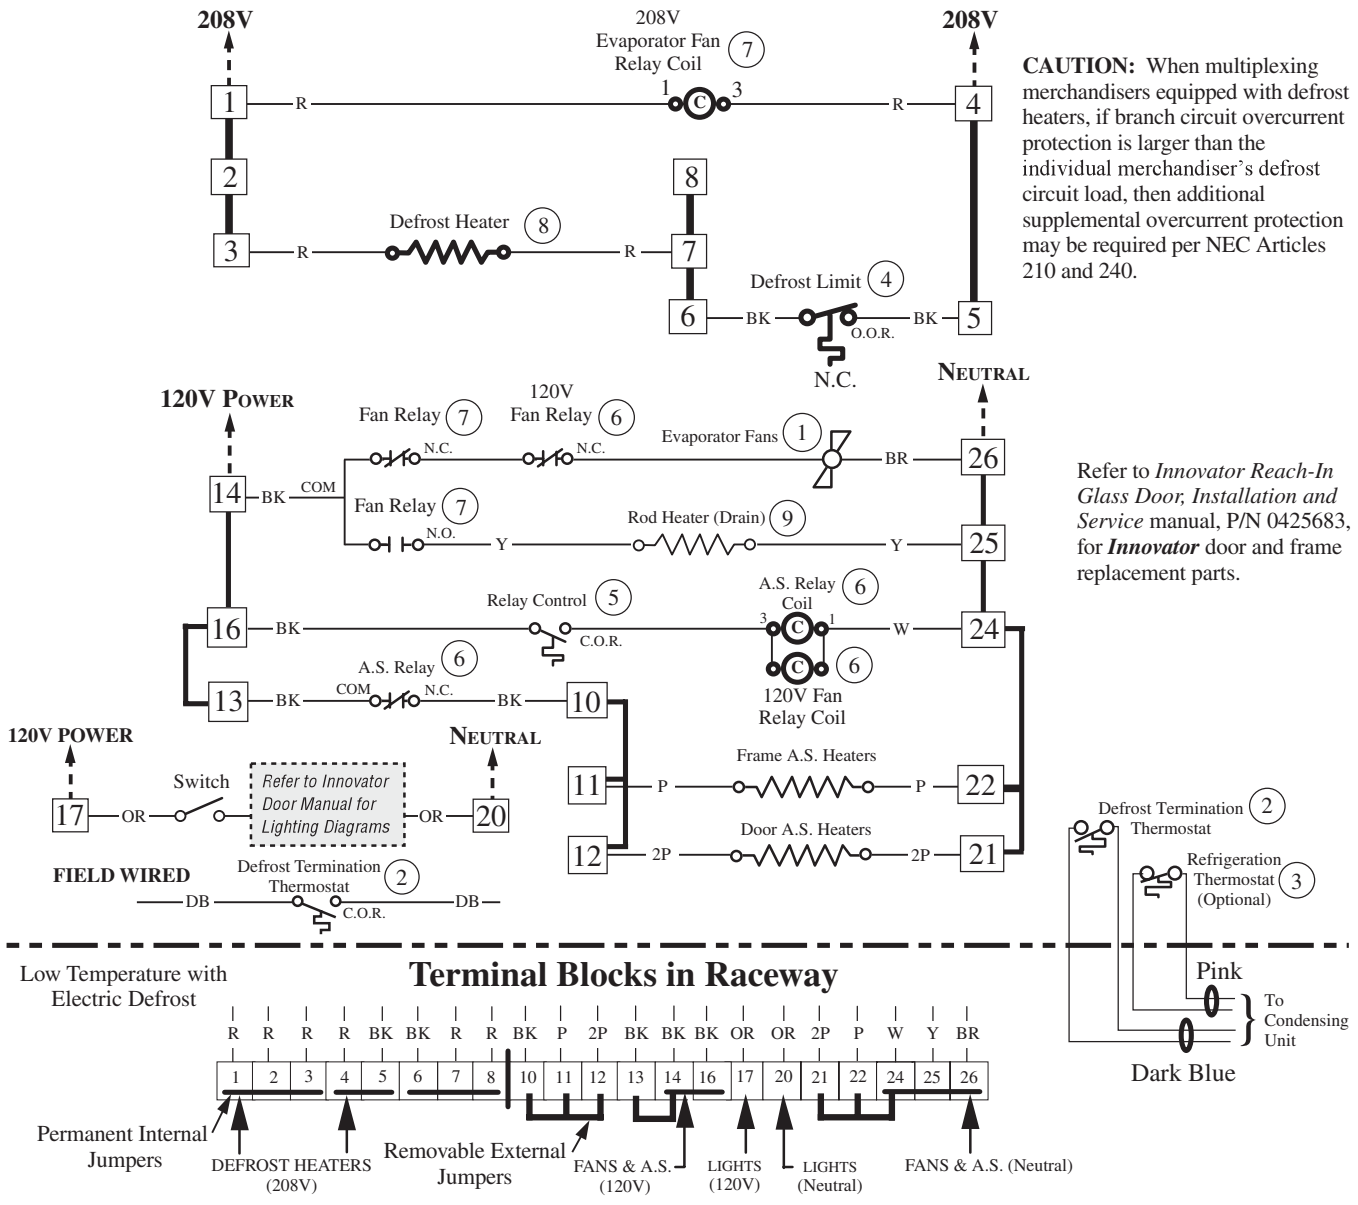 208V
208V
208V
Evaporator Fan
Relay Coil
7
1
R
1
C
3
R
4
CAUTION: When multiplexing
merchandisers equipped with defrost
heaters, if branch circuit overcurrent
protection is larger than the
individual merchandiser's defrost
circuit load, then additional
supplemental overcurrent protection
may be required per NEC Articles
210 and 240.
2
8
Defrost Heater
8
3
R
R
7
Defrost Limit
4
6
BK
BK
5
O.O.R.
N.C.
120V POWER
NEUTRAL
Fan Relay
7
120V
Fan Relay
6
Evaporator Fans
1
N.C.
N.C.
BR
26
14
BK
COM
Fan Relay
7
N.O.
Y
Rod Heater (Drain)
9
Y
25
Refer to Innovator Reach-In
Glass Door, Installation and
Service manual, P/N 0425683,
for Innovator door and frame
replacement parts.
Relay Control
5
A.S. Relay
Coil
6
16
BK
C.O.R.
3
C
1
W
24
C
6
120V Fan
Relay Coil
A.S. Relay
6
13
BK
COM
N.C.
BK
10
120V POWER
NEUTRAL
Switch
17
OR
Refer to Innovator
Door Manual for
Lighting Diagrams
OR
20
Frame A.S. Heaters
11
P
P
22
Door A.S. Heaters
12
2P
2P
21
FIELD WIRED
Defrost Termination
Thermostat
2
DB
C.O.R.
DB
Defrost Termination
Thermostat
2
Refrigeration
Thermostat
(Optional)
3
Pink
To
Condensing
Unit
Dark Blue
Low Temperature with
Electric Defrost
Terminal Blocks in Raceway
R R R R BK BK R R BK P 2P BK BK BK OR OR 2P P W Y BR
1 2 3 4 5 6 7 8 10 11 12 13 14 16 17 20 21 22 24 25 26
Permanent Internal
Jumpers
DEFROST HEATERS
(208V)
Removable External
Jumpers
FANS & A.S.
(120V)
LIGHTS
(120V)
LIGHTS
(Neutral)
FANS & A.S. (Neutral)